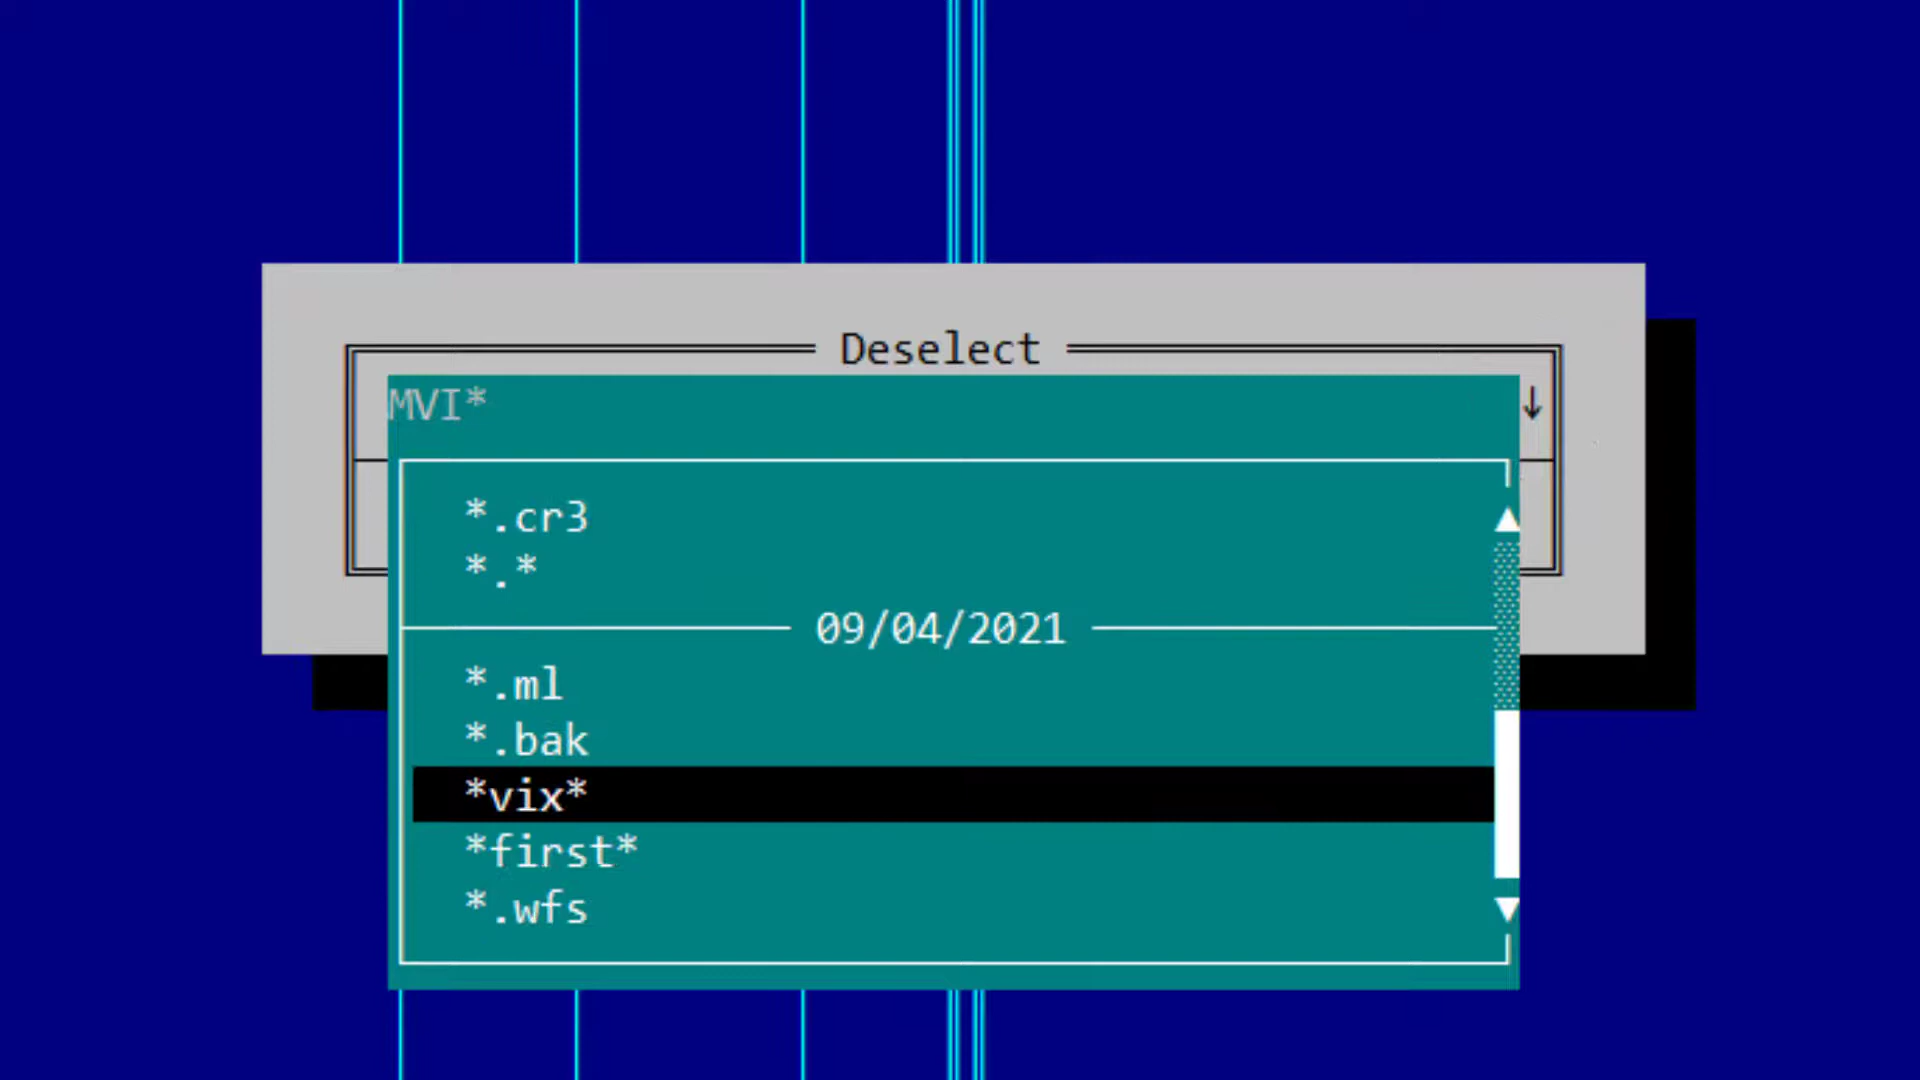 Deselect
MVI*
*.cr3
*.*
09/04/2021
*.ml
*.bak
*vix*
*first*
*.wfs